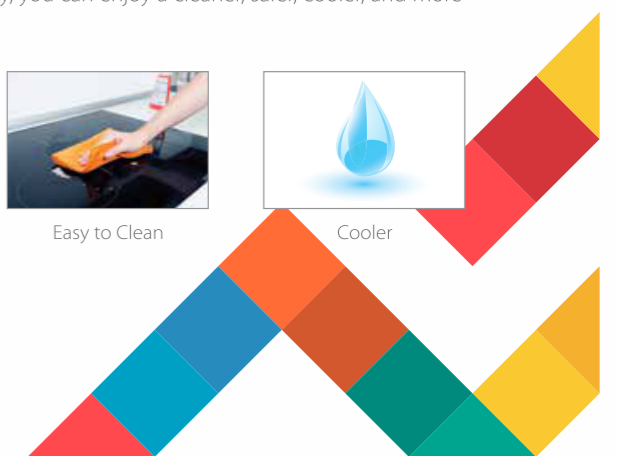 you can enjoy a cleaner, safer, cooler, and more
Easy to Clean
Cooler